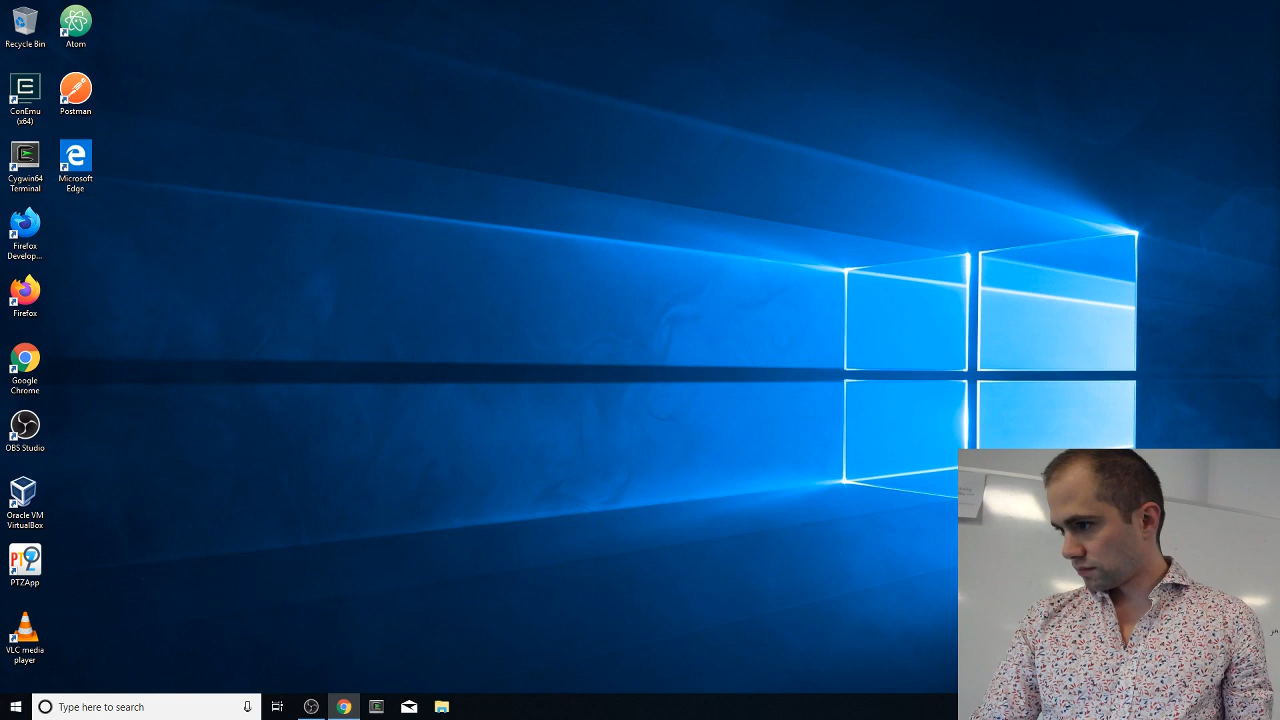 Recycle Bin
Atom
ConEmu
(x64)
Postman
Cygwin64
Terminal
Microsoft
Edge
Firefox
Develop...
Firefox
Google
Chrome
OBS Studio
Oracle VM
VirtualBox
PTZApp
VLC media
player
Type here to search